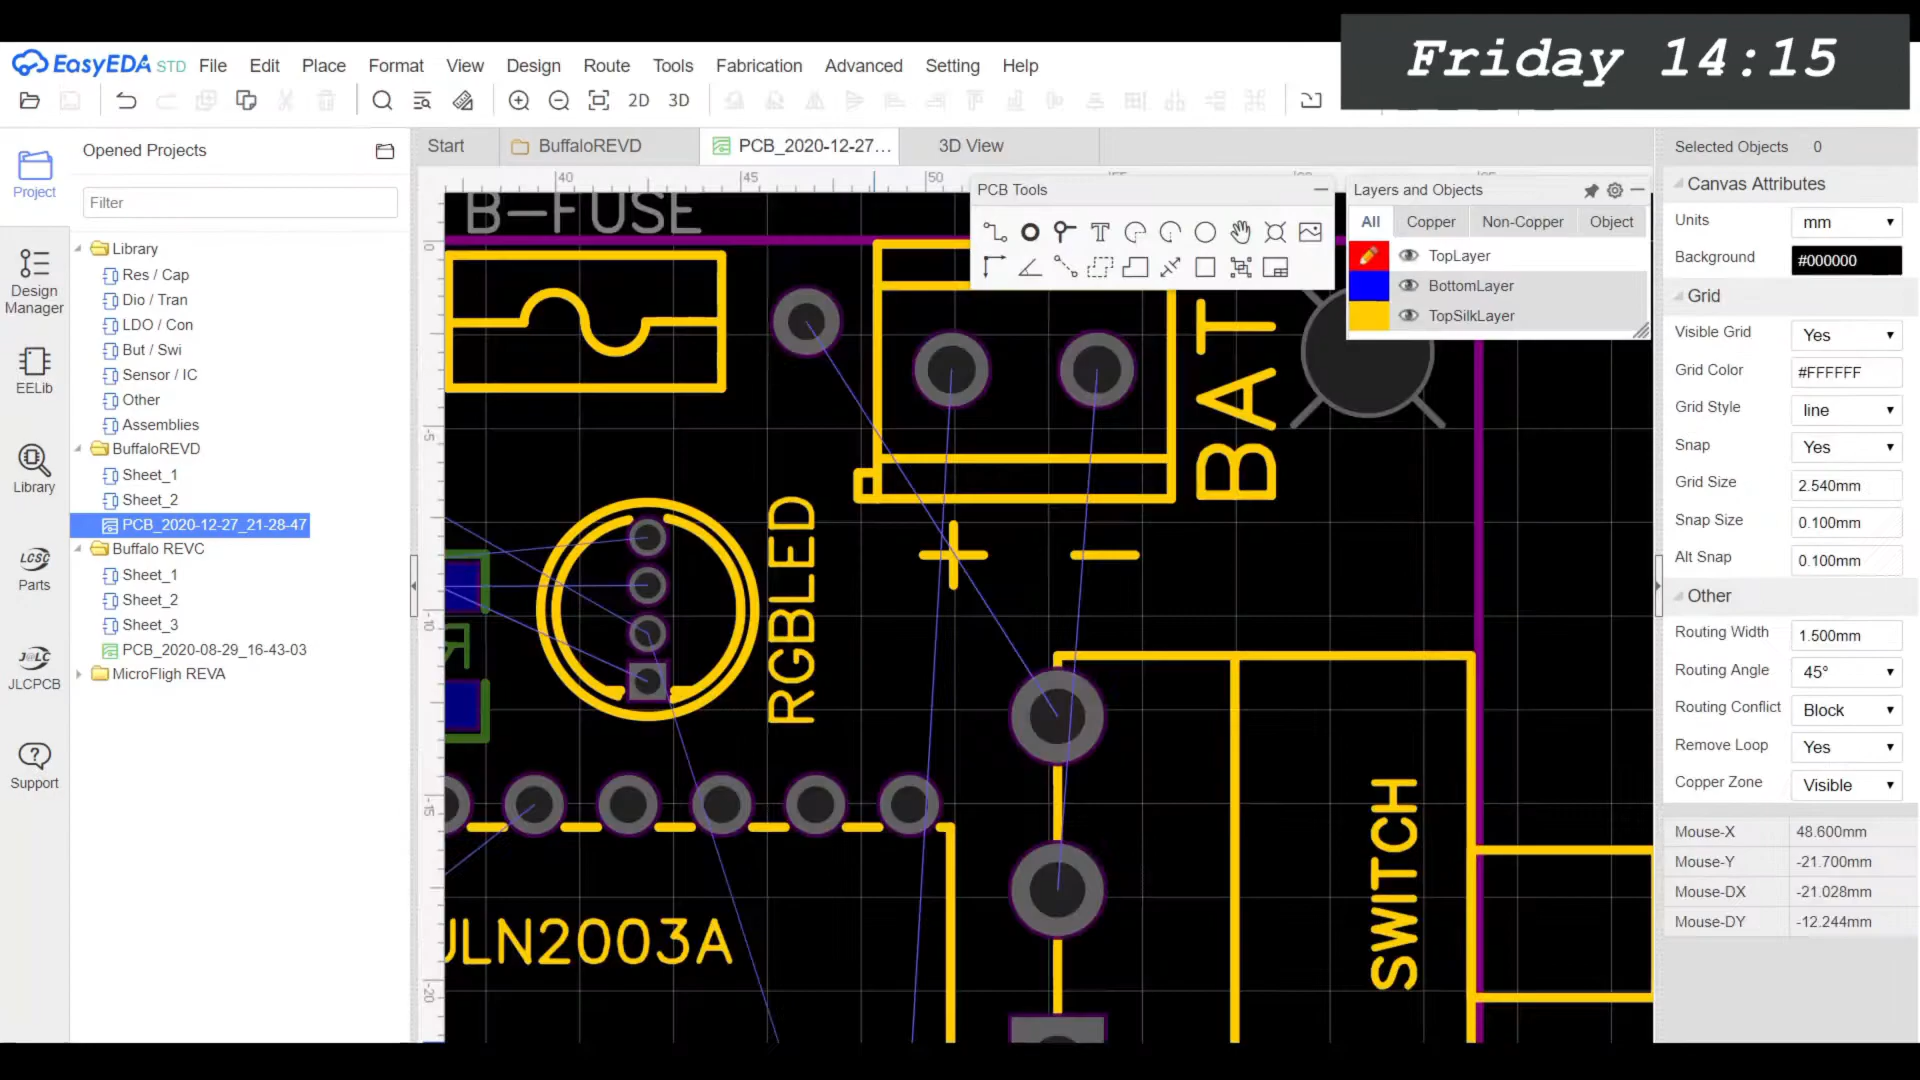 Friday 14:15
EasyEDA STD File Edit Place Format View Design Route Tools Fabrication Advanced Setting Help
2D 3D
Opened Projects
Start BuffaloREVD PCB_2020-12-27... 3D View
Selected Objects 0
Project
Filter
Library
Res / Cap
Dio / Tran
LDO / Con
But / Swi
Sensor / IC
Other
Assemblies
BuffaloREVD
Sheet_1
Sheet_2
PCB_2020-12-27_21-28-47
Buffalo REVC
Sheet_1
Sheet_2
Sheet_3
PCB_2020-08-29_16-43-03
MicroFligh REVA
Design
Manager
EELib
Library
LCSC
Parts
J@LC
JLCPCB
Support
40 45 50
0
-5
-10
-15
-20
B-FUSE
BAT
+ -
RGBLED
ULN2003A
SWITCH
PCB Tools
Layers and Objects
All Copper Non-Copper Object
TopLayer
BottomLayer
TopSilkLayer
Canvas Attributes
Units mm
Background #000000
Grid
Visible Grid Yes
Grid Color #FFFFFF
Grid Style line
Snap Yes
Grid Size 2.540mm
Snap Size 0.100mm
Alt Snap 0.100mm
Other
Routing Width 1.500mm
Routing Angle 45°
Routing Conflict Block
Remove Loop Yes
Copper Zone Visible
Mouse-X 48.600mm
Mouse-Y -21.700mm
Mouse-DX -21.028mm
Mouse-DY -12.244mm